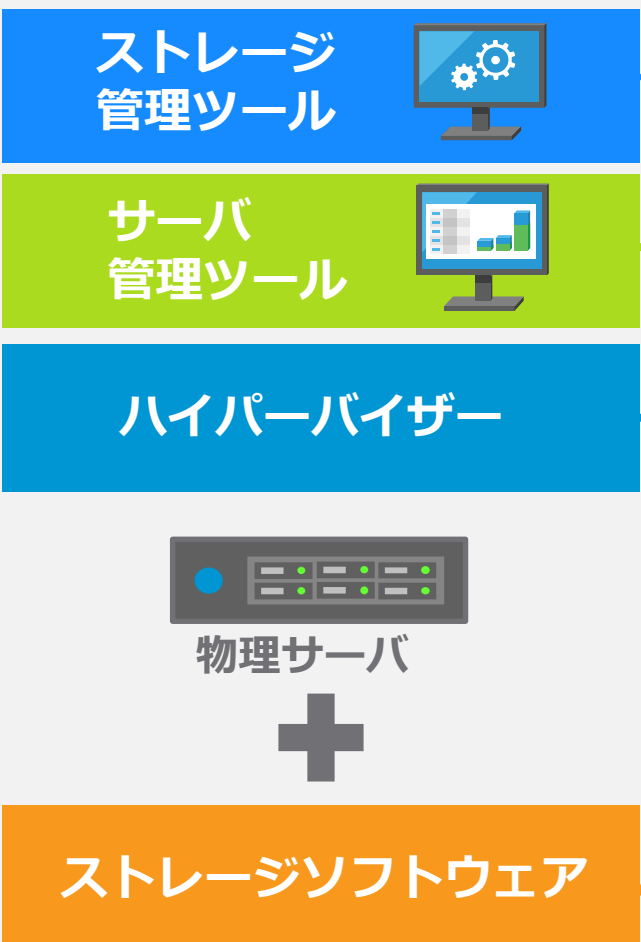 ストレージ
管理ツール
サーバ
管理ツール
ハイパーバイザー
物理サーバ
ストレージソフトウェア